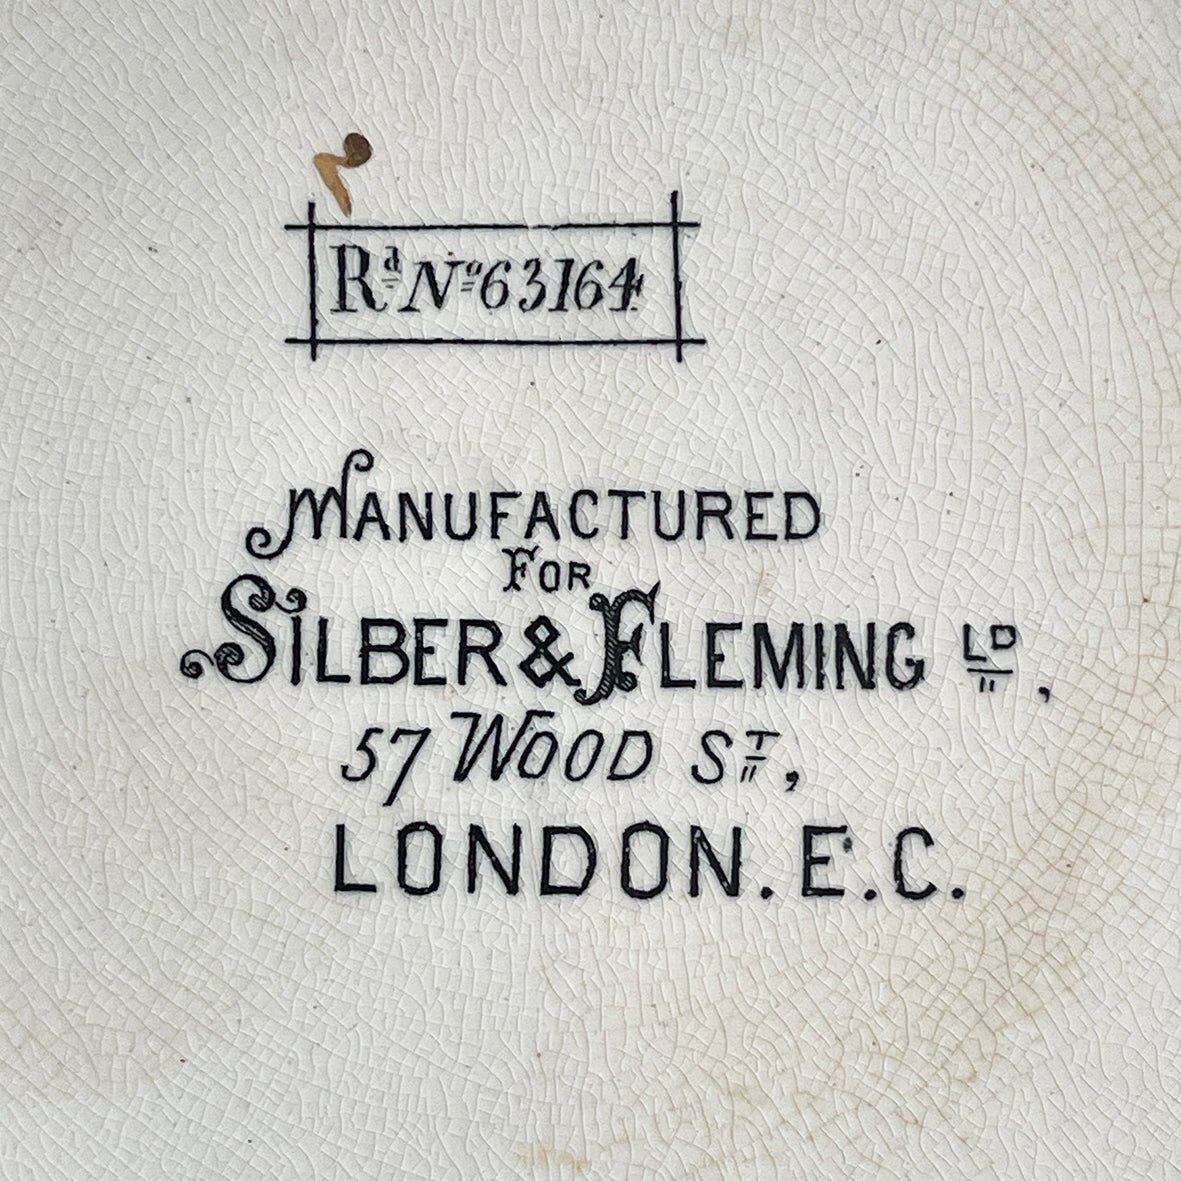 Rd No 63164
MANUFACTURED
FOR
SILBER & FLEMING LD,
57 WOOD ST,
LONDON. E.C.